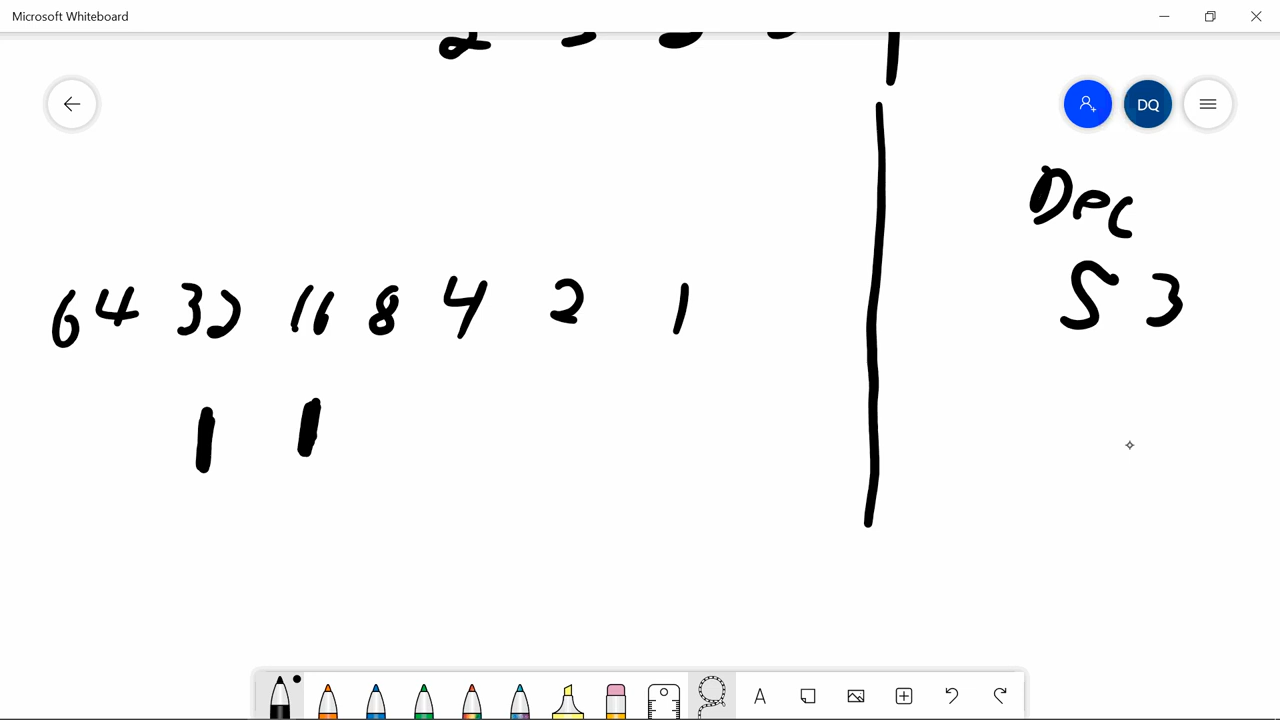 Microsoft Whiteboard
DQ
Dec
64 32 16 8 4 2 1
53
1 1
A